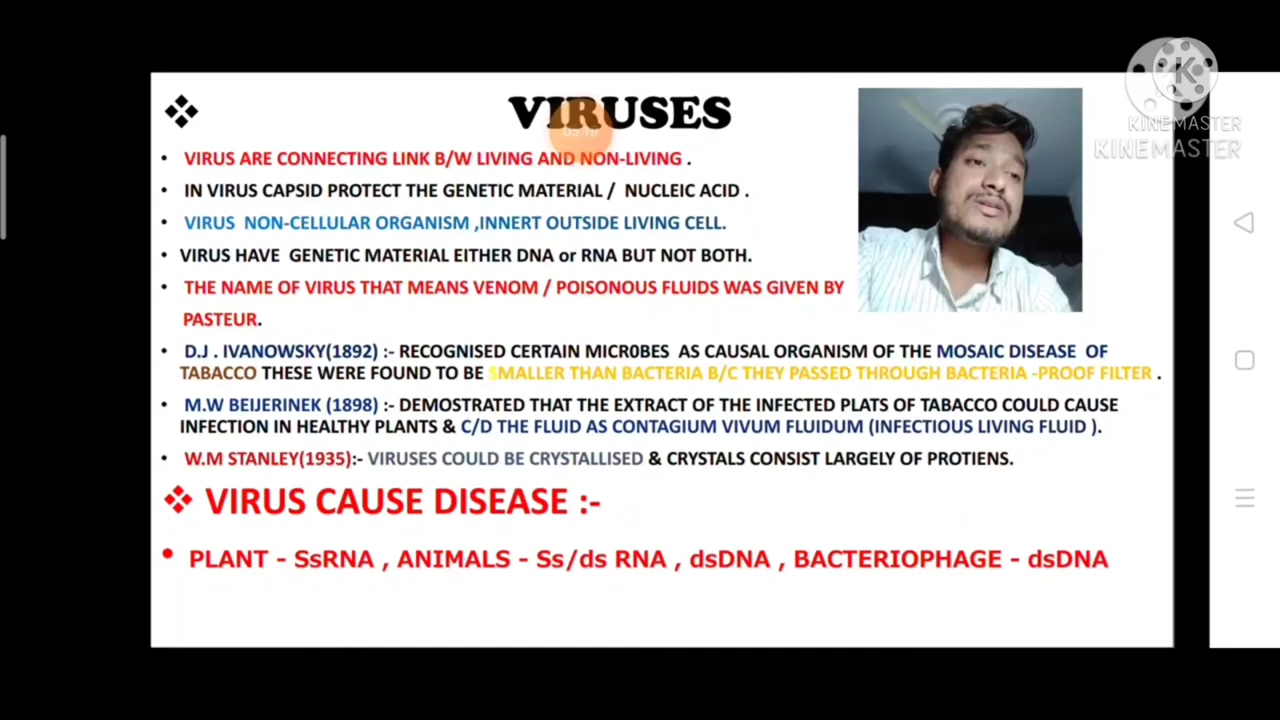 KINEMASTER
KINEMASTER
VIRUSES
VIRUS ARE CONNECTING LINK B/W LIVING AND NON-LIVING .
IN VIRUS CAPSID PROTECT THE GENETIC MATERIAL / NUCLEIC ACID .
VIRUS NON-CELLULAR ORGANISM ,INNERT OUTSIDE LIVING CELL.
VIRUS HAVE GENETIC MATERIAL EITHER DNA or RNA BUT NOT BOTH.
THE NAME OF VIRUS THAT MEANS VENOM / POISONOUS FLUIDS WAS GIVEN BY
PASTEUR.
D.J . IVANOWSKY(1892) :- RECOGNISED CERTAIN MICR0BES AS CAUSAL ORGANISM OF THE MOSAIC DISEASE OF
TABACCO THESE WERE FOUND TO BE SMALLER THAN BACTERIA B/C THEY PASSED THROUGH BACTERIA -PROOF FILTER .
M.W BEIJERINEK (1898) :- DEMOSTRATED THAT THE EXTRACT OF THE INFECTED PLATS OF TABACCO COULD CAUSE
INFECTION IN HEALTHY PLANTS & C/D THE FLUID AS CONTAGIUM VIVUM FLUIDUM (INFECTIOUS LIVING FLUID ).
W.M STANLEY(1935):- VIRUSES COULD BE CRYSTALLISED & CRYSTALS CONSIST LARGELY OF PROTIENS.
VIRUS CAUSE DISEASE :-
PLANT - SsRNA , ANIMALS - Ss/ds RNA , dsDNA , BACTERIOPHAGE - dsDNA